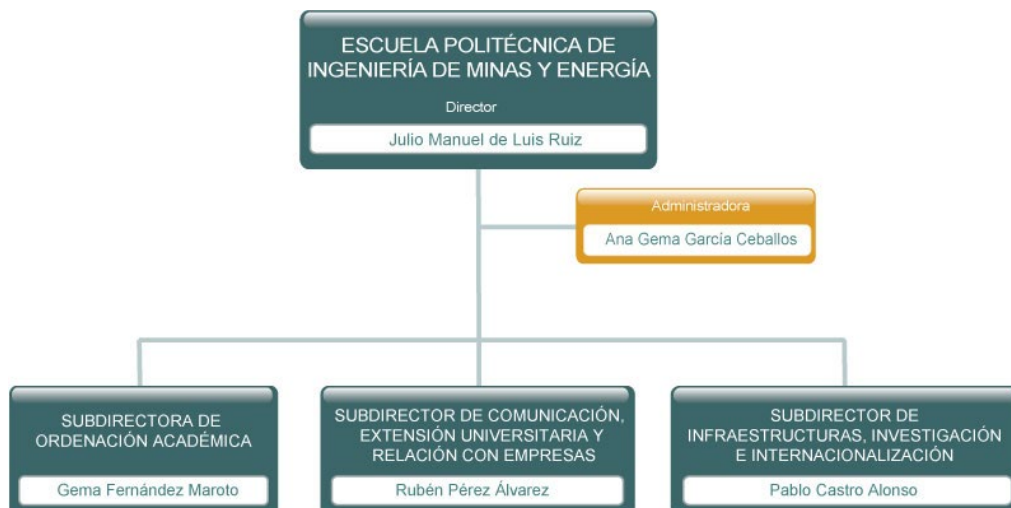 ESCUELA POLITÉCNICA DE
INGENIERÍA DE MINAS Y ENERGÍA
Director
Julio Manuel de Luis Ruiz
Administradora
Ana Gema García Ceballos
SUBDIRECTORA DE
ORDENACIÓN ACADÉMICA
Gema Fernández Maroto
SUBDIRECTOR DE COMUNICACIÓN,
EXTENSIÓN UNIVERSITARIA Y
RELACIÓN CON EMPRESAS
Rubén Pérez Álvarez
SUBDIRECTOR DE
INFRAESTRUCTURAS, INVESTIGACIÓN
E INTERNACIONALIZACIÓN
Pablo Castro Alonso